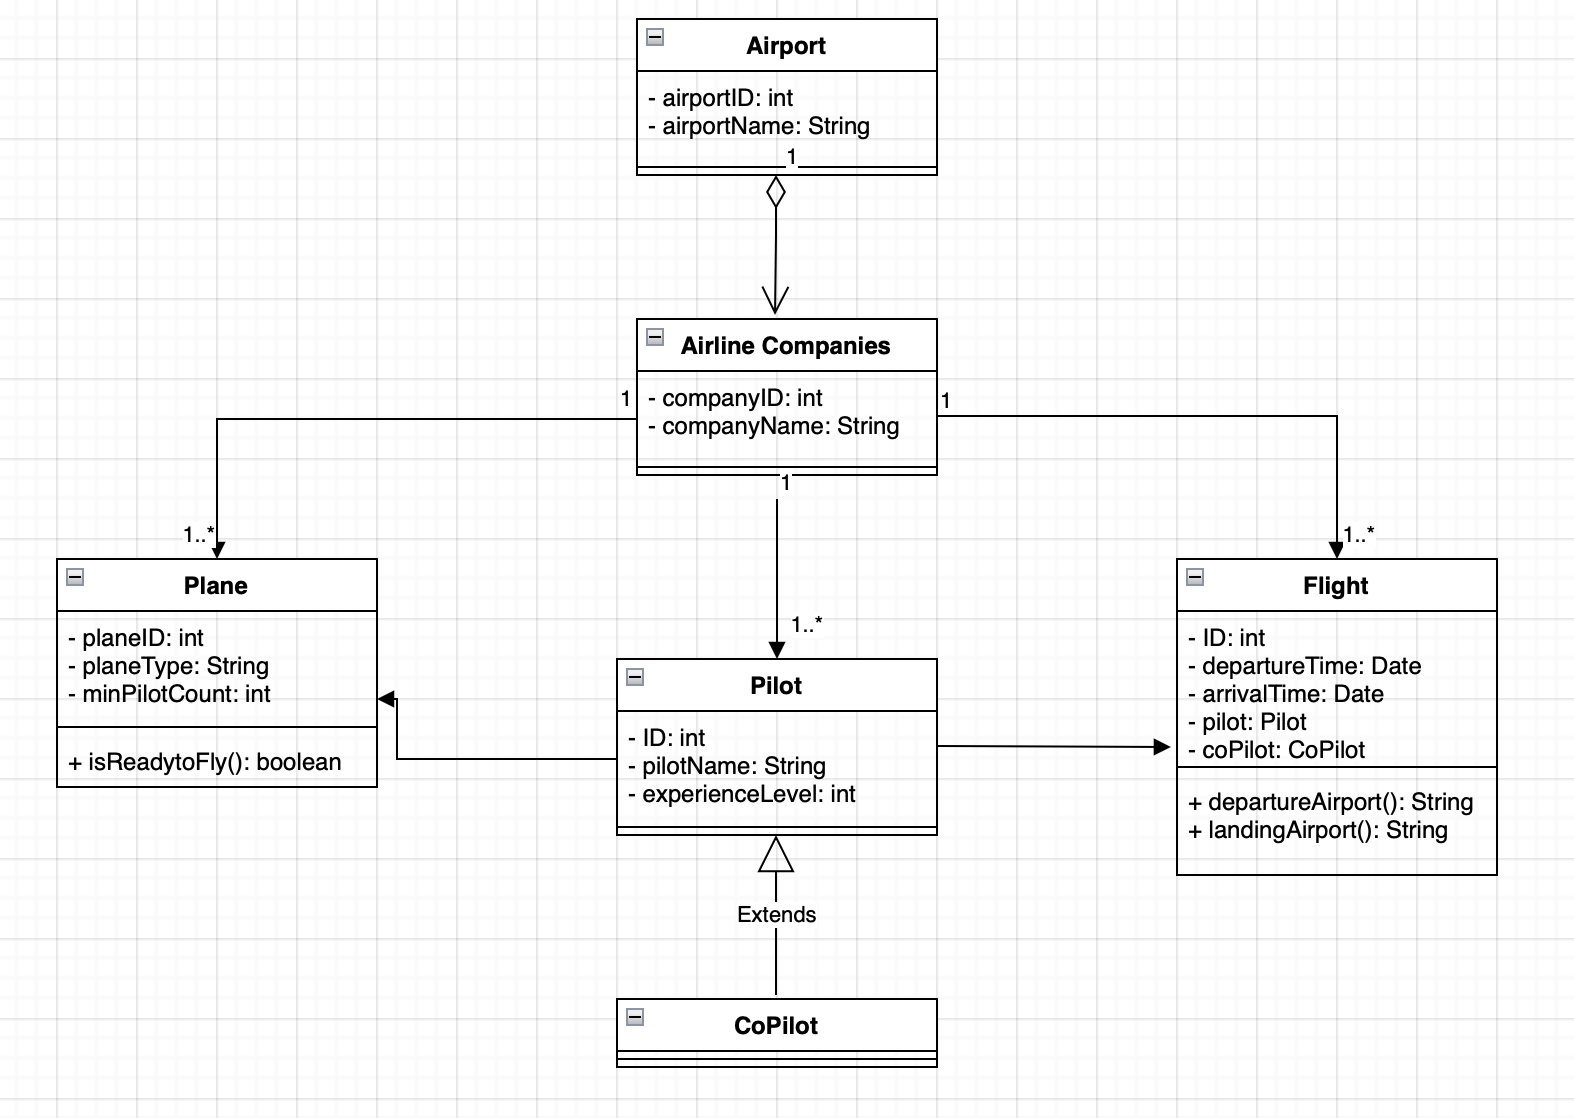 Airport
- airportID: int
- airportName: String
1
Airline Companies
- companyID: int
- companyName: String
1
1
1
1..*
1..*
1..*
Plane
- planeID: int
- planeType: String
- minPilotCount: int
+ isReadytoFly(): boolean
Pilot
- ID: int
- pilotName: String
- experienceLevel: int
Flight
- ID: int
- departureTime: Date
- arrivalTime: Date
- pilot: Pilot
- coPilot: CoPilot
+ departureAirport(): String
+ landingAirport(): String
Extends
CoPilot